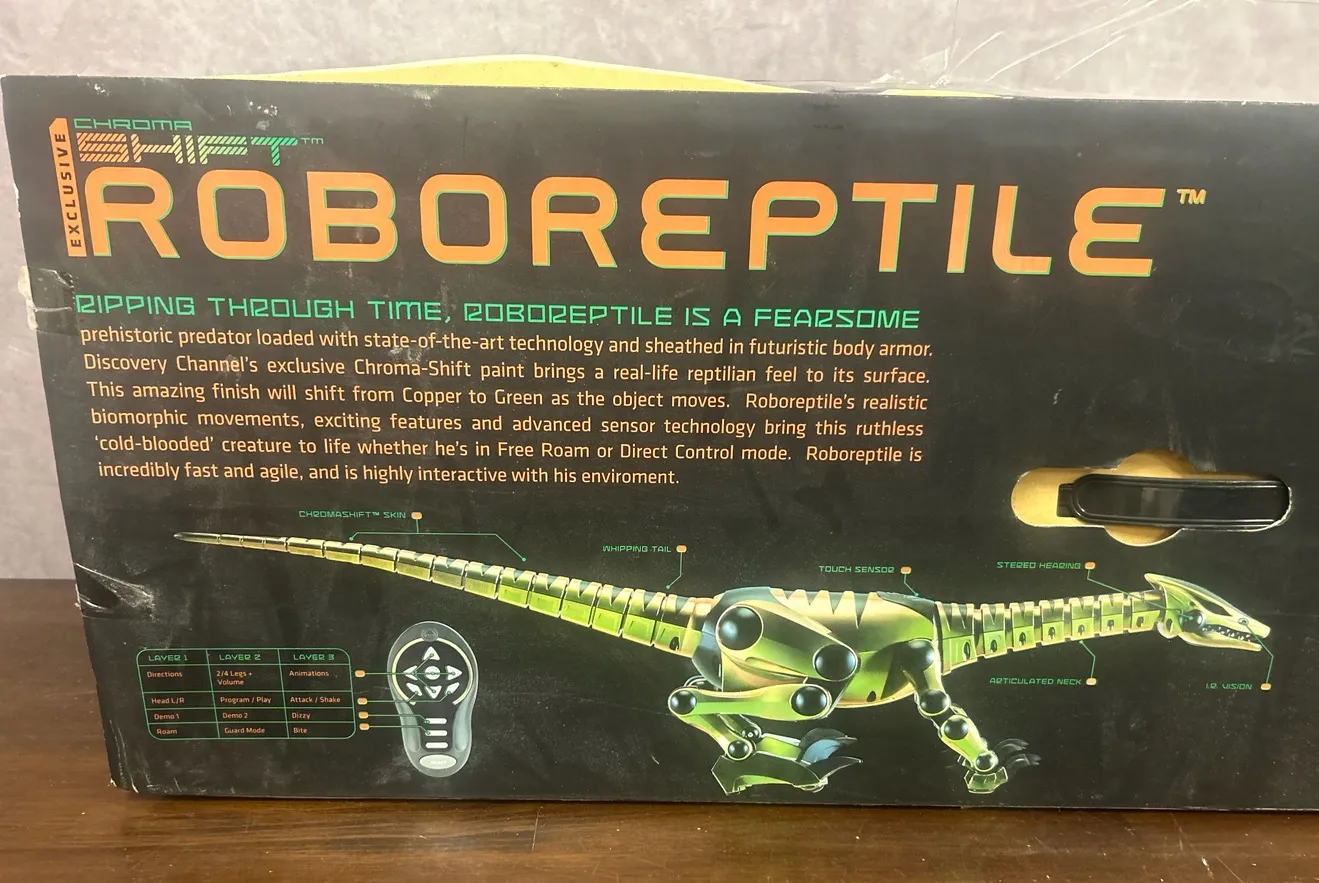 EXCLUSIVE
CHROMA
SHIFT™
ROBOREPTILE™
RIPPING THROUGH TIME, ROBOREPTILE IS A FEARSOME
prehistoric predator loaded with state-of-the-art technology and sheathed in futuristic body armor.
Discovery Channel's exclusive Chroma-Shift paint brings a real-life reptilian feel to its surface.
This amazing finish will shift from Copper to Green as the object moves. Roboreptile's realistic
biomorphic movements, exciting features and advanced sensor technology bring this ruthless
'cold-blooded' creature to life whether he's in Free Roam or Direct Control mode. Roboreptile is
incredibly fast and agile, and is highly interactive with his enviroment.
CHROMASHIFT™ SKIN
WHIPPING TAIL
TOUCH SENSOR
STEREO HEARING
ARTICULATED NECK
I.R. VISION
LAYER 1 LAYER 2 LAYER 3
Directions 2/4 Legs + Animations
Volume
Head L/R Program / Play Attack / Shake
Demo 1 Demo 2 Dizzy
Roam Guard Mode Bite